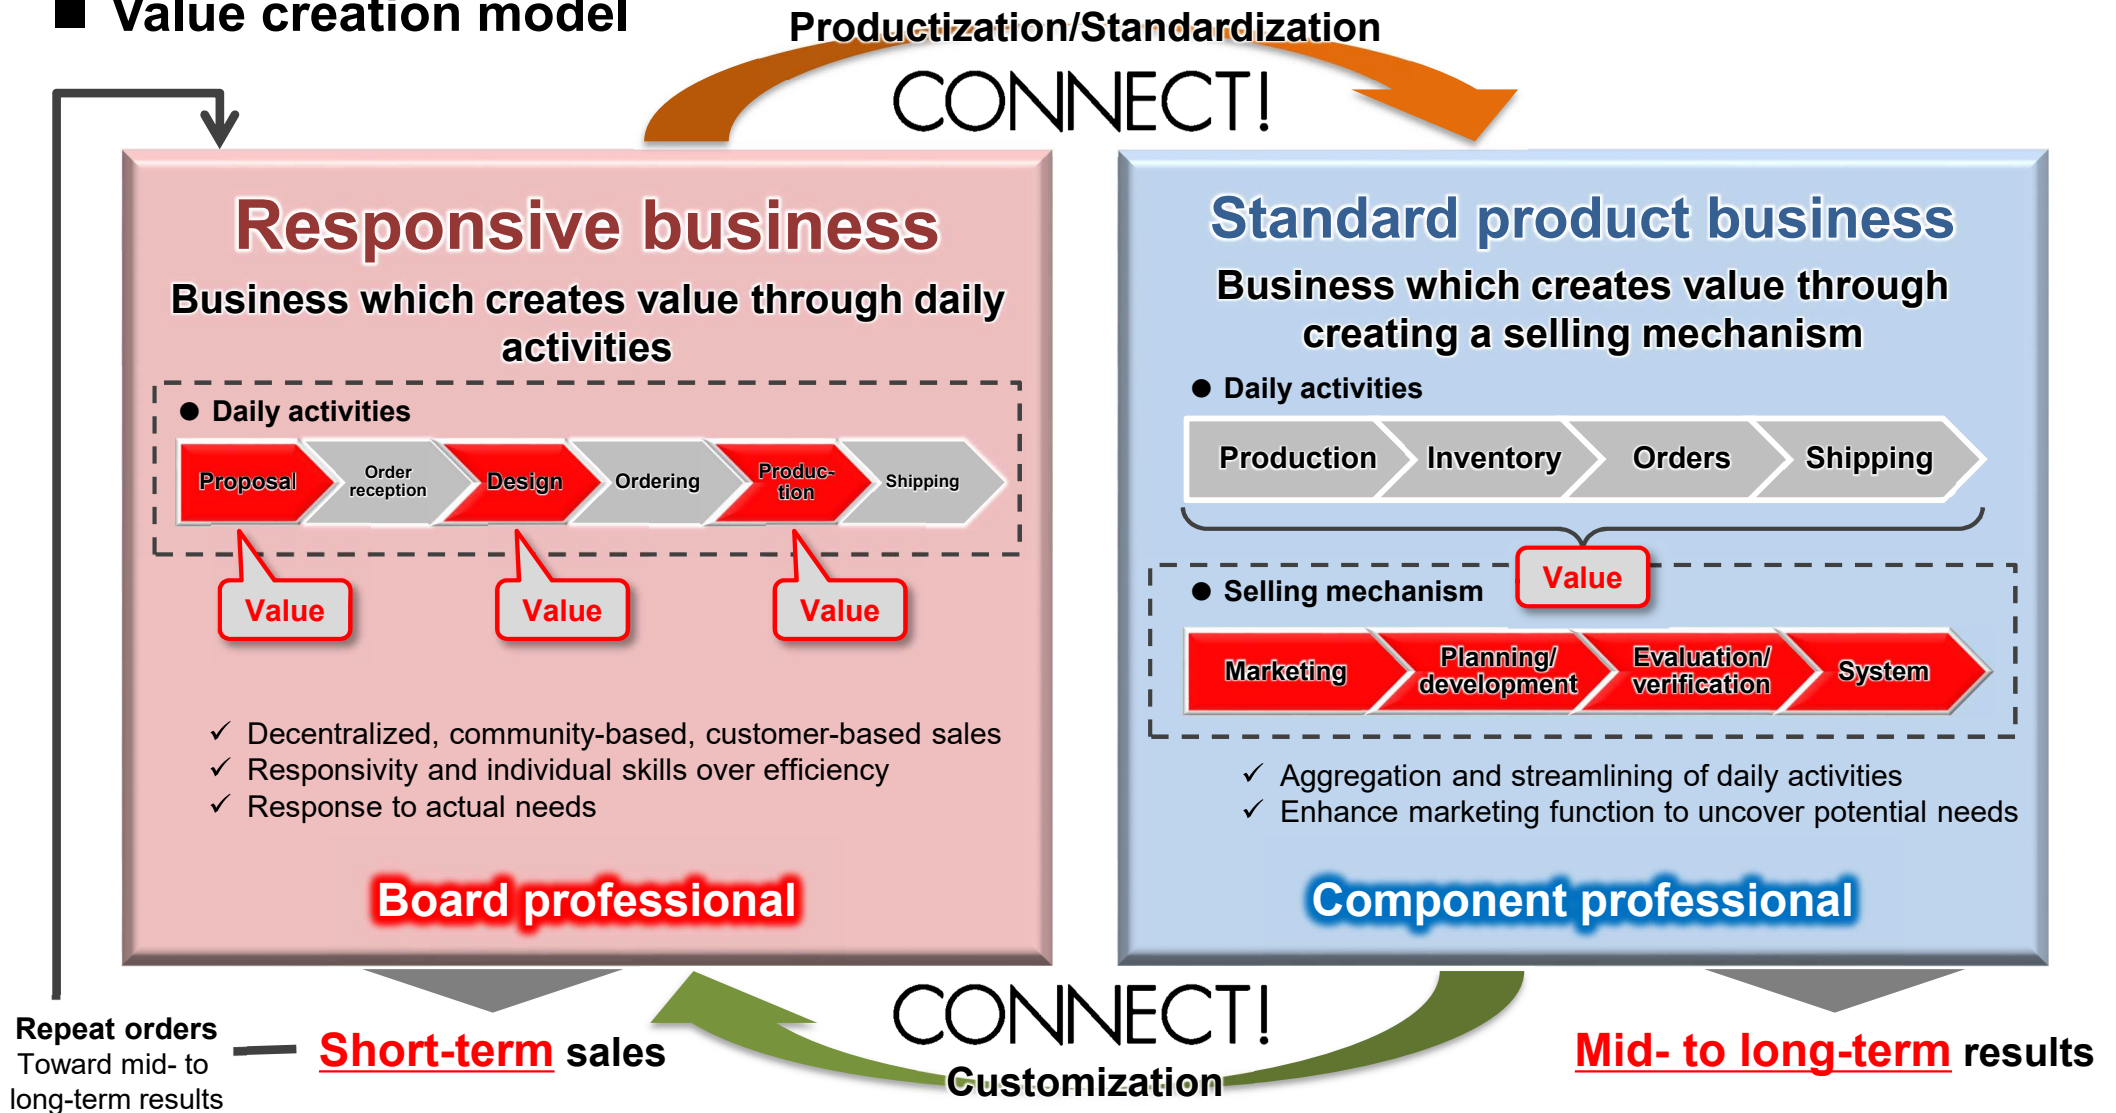 ■ Value creation model
Productization/Standardization
CONNECT!
Responsive business
Business which creates value through daily
activities
● Daily activities
Proposal
Order
reception
Design
Ordering
Produc-
tion
Shipping
Value
Value
Value
✓ Decentralized, community-based, customer-based sales
✓ Responsivity and individual skills over efficiency
✓ Response to actual needs
Board professional
Standard product business
Business which creates value through
creating a selling mechanism
● Daily activities
Production
Inventory
Orders
Shipping
Value
● Selling mechanism
Marketing
Planning/
development
Evaluation/
verification
System
✓ Aggregation and streamlining of daily activities
✓ Enhance marketing function to uncover potential needs
Component professional
Repeat orders
Toward mid- to
long-term results
Short-term sales
CONNECT!
Customization
Mid- to long-term results